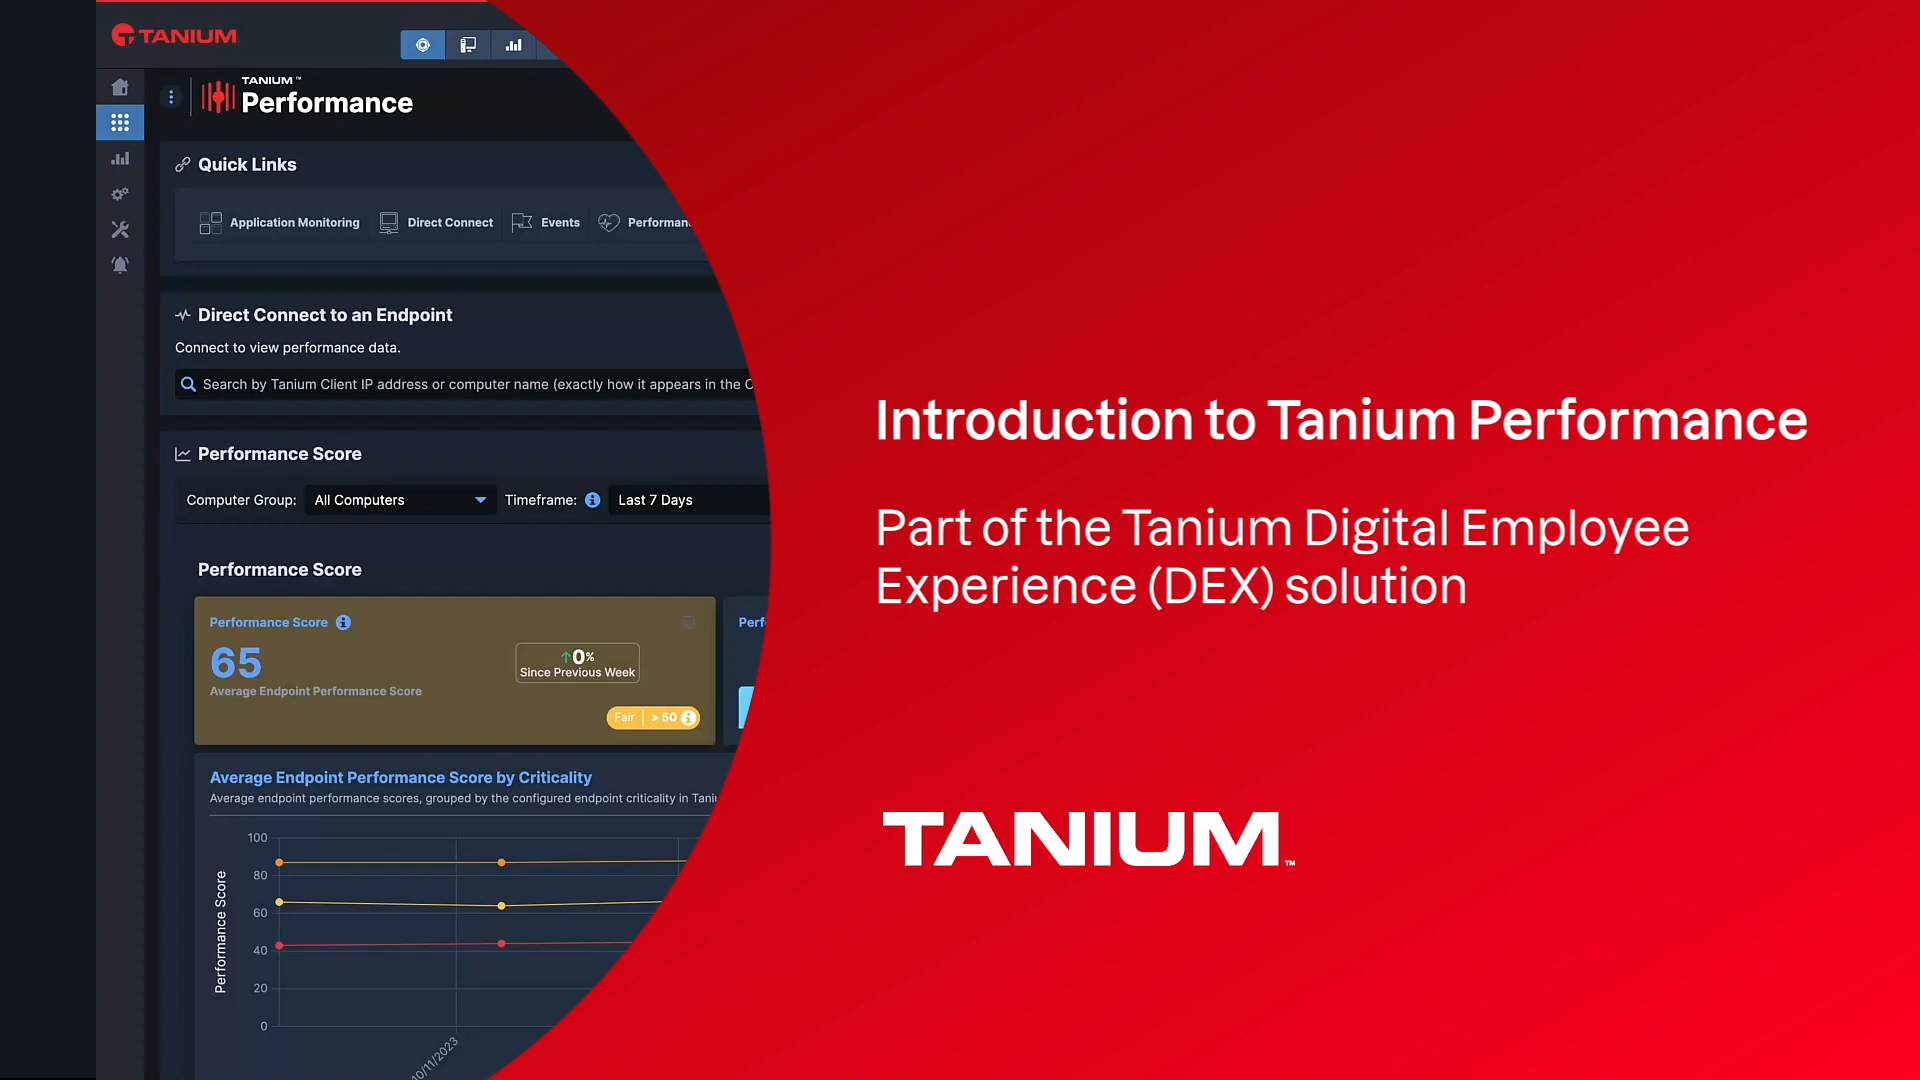 TANIUM
TANIUM™
Performance
Quick Links
Application Monitoring
Direct Connect
Events
Direct Connect to an Endpoint
Connect to view performance data.
Search by Tanium Client IP address or computer name (exactly how it appears in the
Performance Score
Computer Group:
All Computers
Timeframe:
Last 7 Days
Performance Score
Performance Score
65
Average Endpoint Performance Score
0%
Since Previous Week
Fair
> 50
Average Endpoint Performance Score by Criticality
Average endpoint performance scores, grouped by the configured endpoint criticality in
Performance Score
100
80
60
40
20
0
10/11/2023
Introduction to Tanium Performance
Part of the Tanium Digital Employee
Experience (DEX) solution
TANIUM™